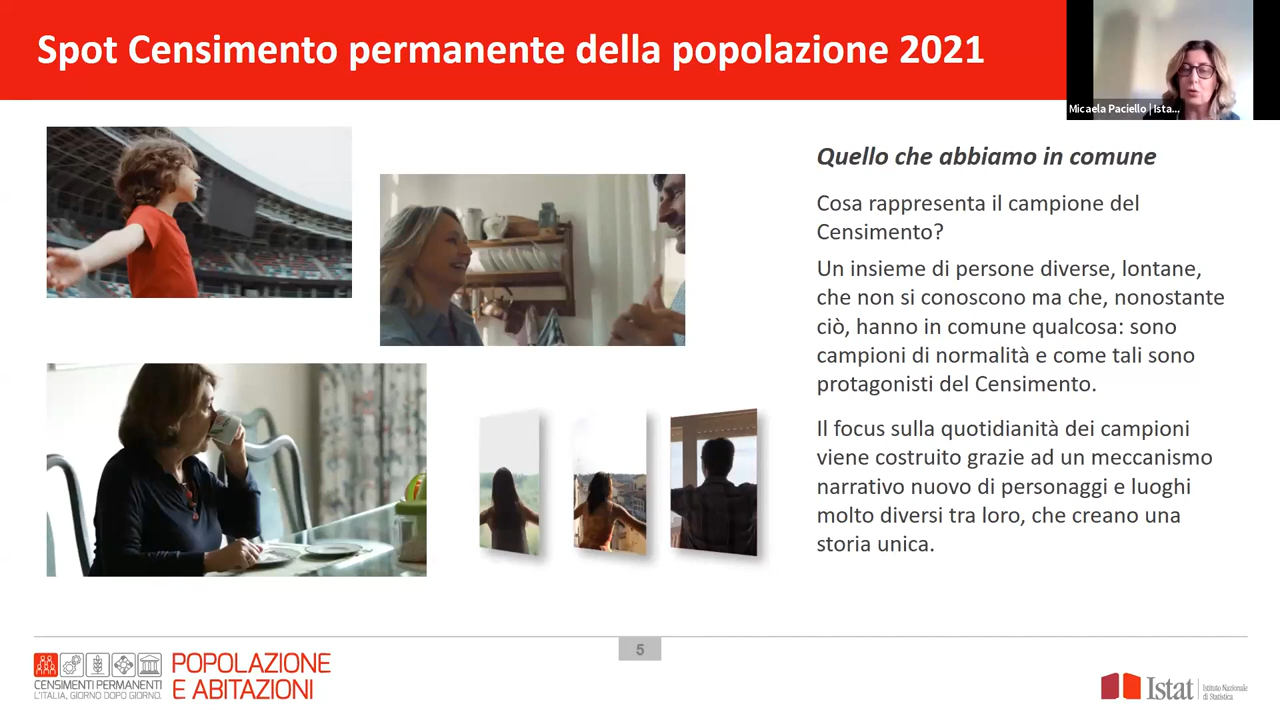 Spot Censimento permanente della popolazione 2021
Micaela Paciello | Ista...
Quello che abbiamo in comune
Cosa rappresenta il campione del
Censimento?
Un insieme di persone diverse, lontane,
che non si conoscono ma che, nonostante
ciò, hanno in comune qualcosa: sono
campioni di normalità e come tali sono
protagonisti del Censimento.
Il focus sulla quotidianità dei campioni
viene costruito grazie ad un meccanismo
narrativo nuovo di personaggi e luoghi
molto diversi tra loro, che creano una
storia unica.
5
CENSIMENTI PERMANENTI
L'ITALIA, GIORNO DOPO GIORNO.
POPOLAZIONE
E ABITAZIONI
Istat
Istituto Nazionale
di Statistica